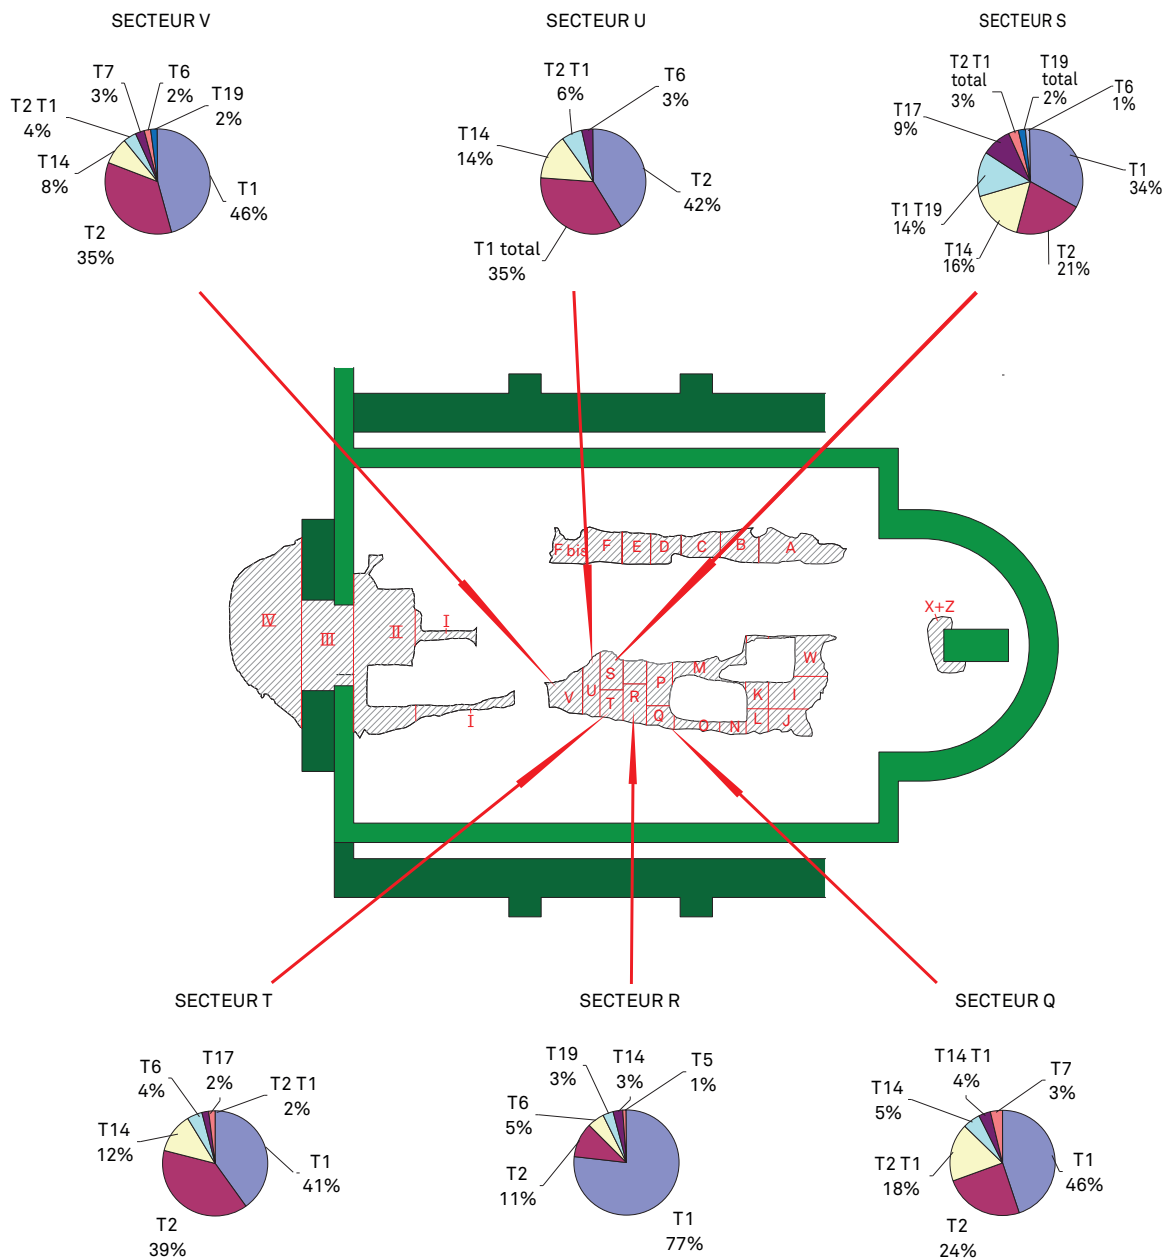 SECTEUR V
T7
3%
T6
2%
T19
2%
T2 T1
4%
T14
8%
T1
46%
T2
35%
SECTEUR U
T2 T1
6%
T6
3%
T14
14%
T2
42%
T1 total
35%
SECTEUR S
T2 T1
total
3%
T19
total
2%
T6
1%
T17
9%
T1
34%
T1 T19
14%
T14
16%
T2
21%
F bis
F
E
D
C
B
A
IV
III
II
I
I
X+Z
V
U
S
T
R
P
Q
M
O
N
K
L
I
J
W
SECTEUR T
T6
4%
T17
2%
T2 T1
2%
T14
12%
T1
41%
T2
39%
SECTEUR R
T19
3%
T14
3%
T5
1%
T6
5%
T2
11%
T1
77%
SECTEUR Q
T14 T1
4%
T7
3%
T14
5%
T2 T1
18%
T1
46%
T2
24%